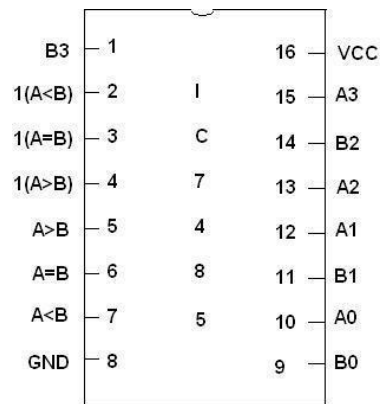 B3 1 16 VCC
1(A<B) 2 I 15 A3
1(A=B) 3 C 14 B2
1(A>B) 4 7 13 A2
A>B 5 4 12 A1
A=B 6 8 11 B1
A<B 7 5 10 A0
GND 8 9 B0